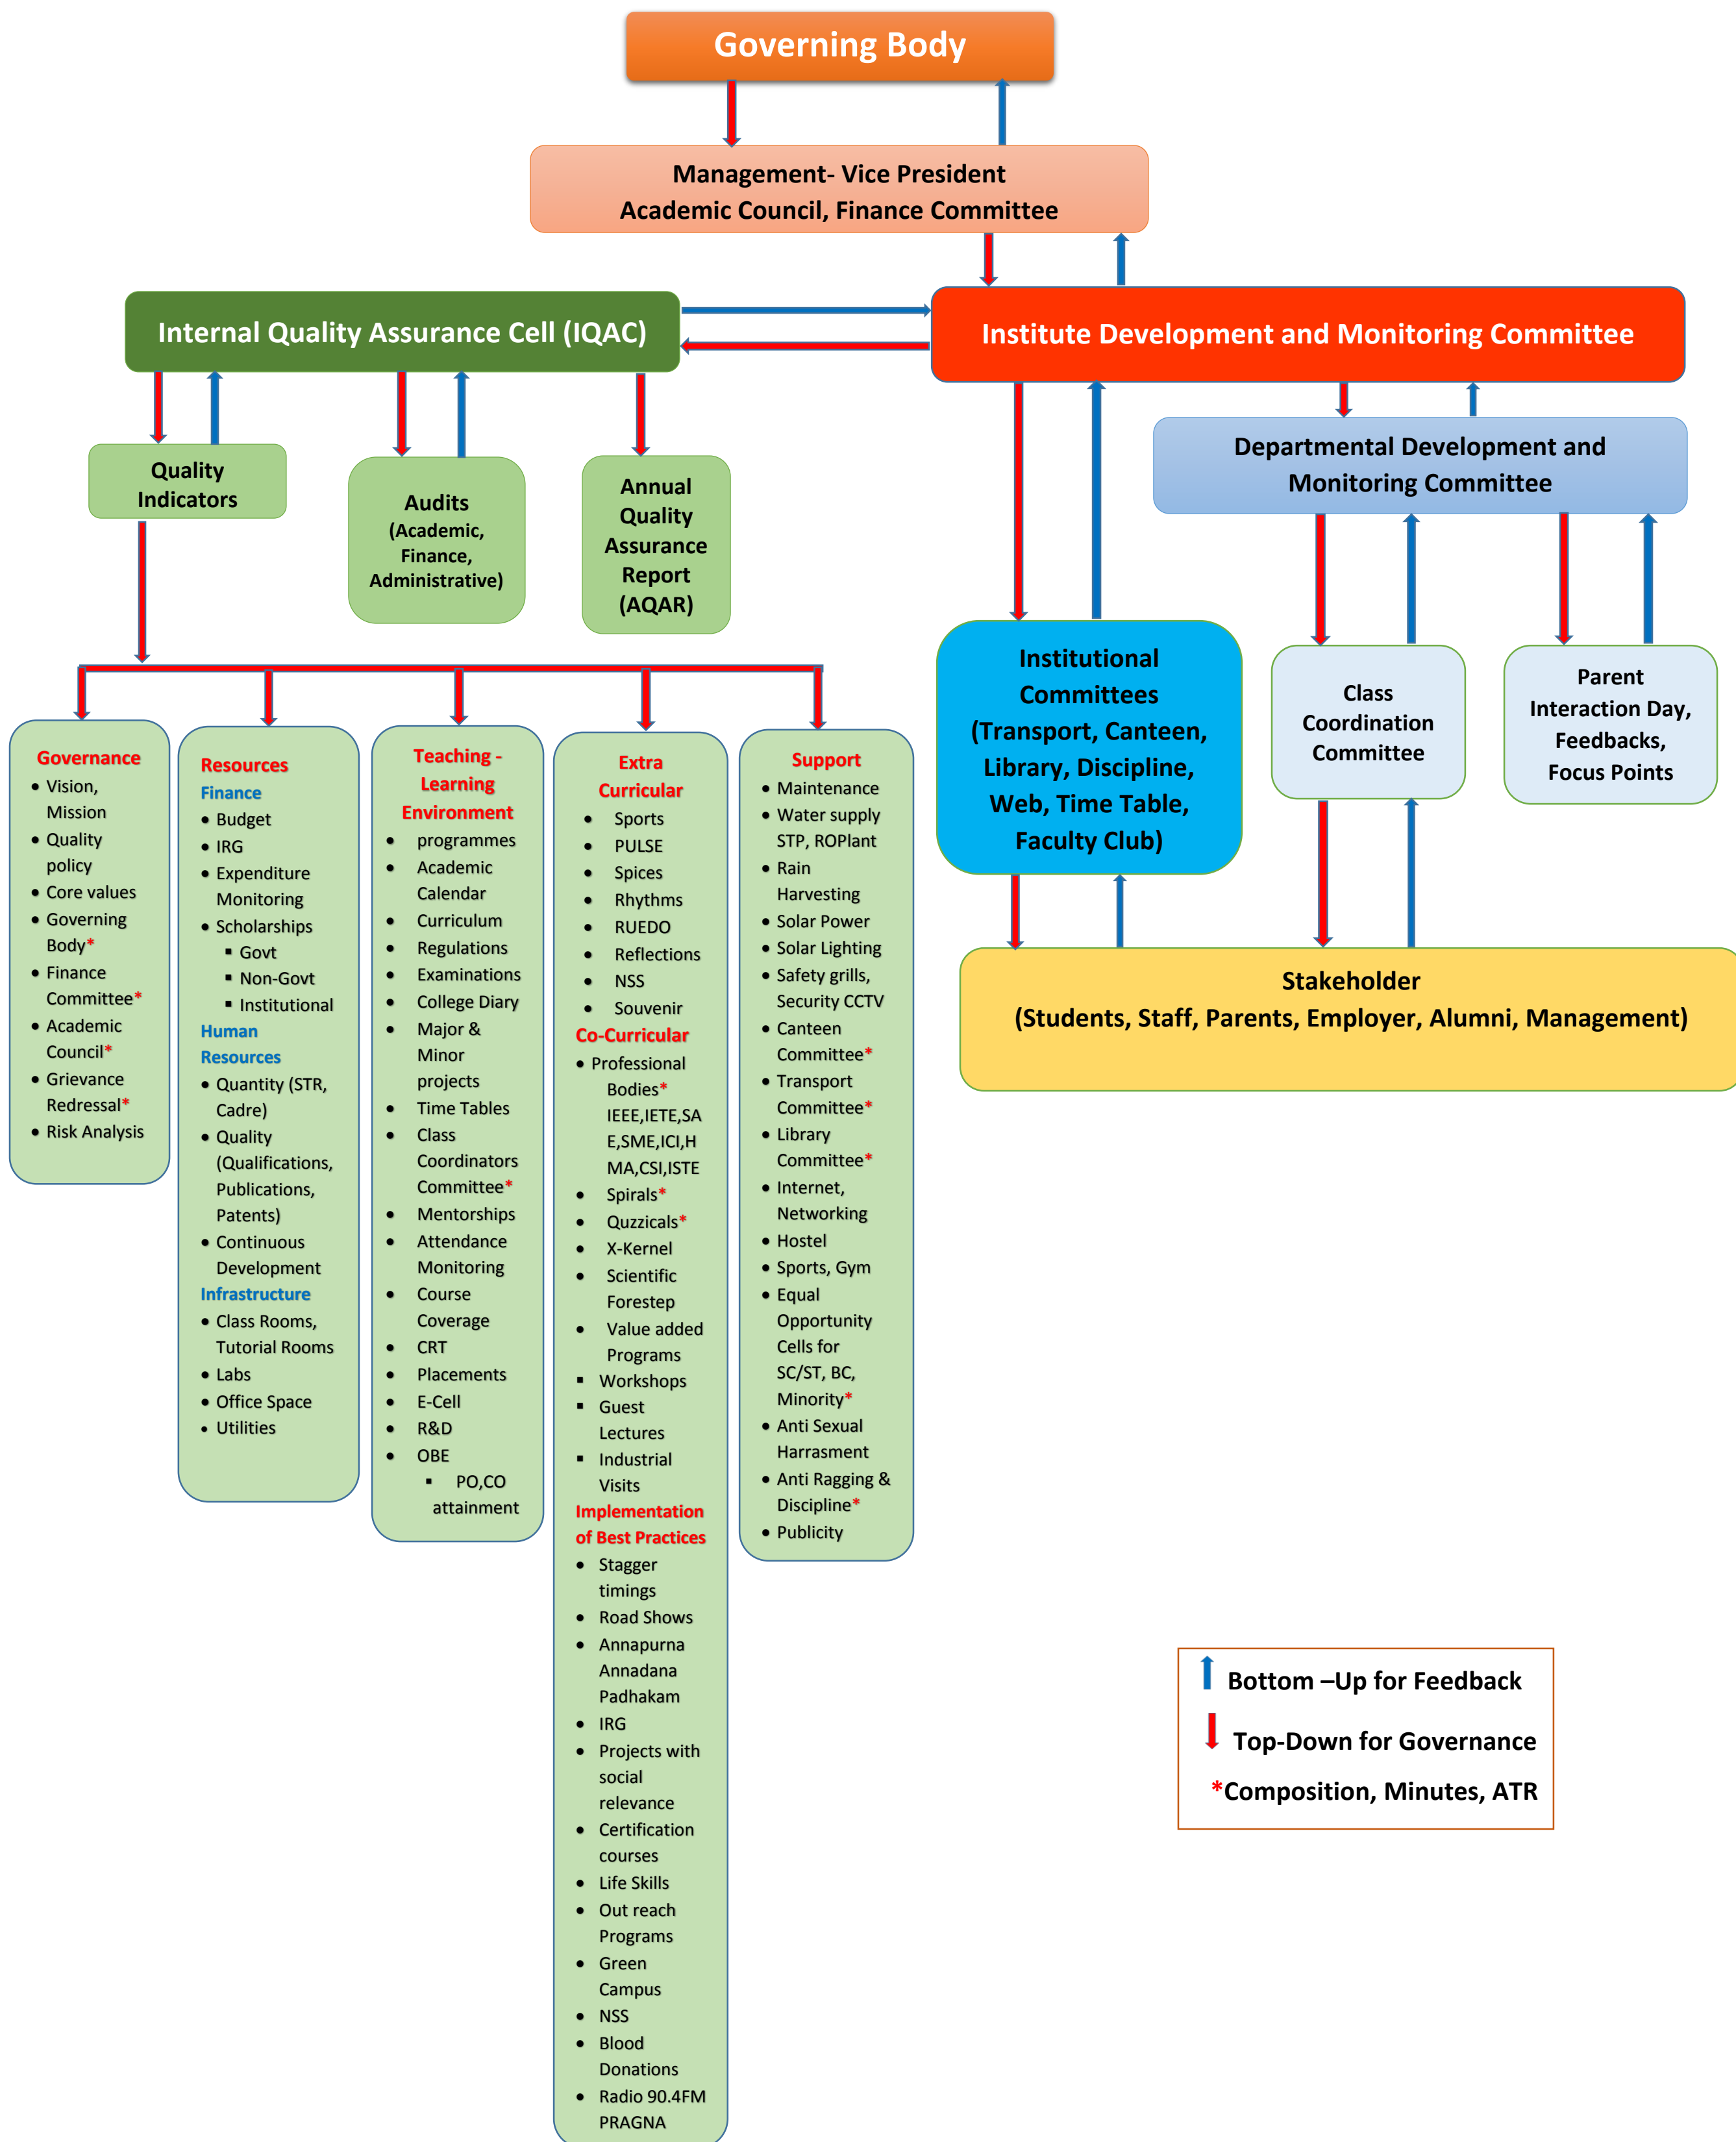 Governing Body
Management- Vice President
Academic Council, Finance Committee
Internal Quality Assurance Cell (IQAC)
Institute Development and Monitoring Committee
Quality
Indicators
Audits
(Academic,
Finance,
Administrative)
Annual
Quality
Assurance
Report
(AQAR)
Departmental Development and
Monitoring Committee
Institutional
Committees
(Transport, Canteen,
Library, Discipline,
Web, Time Table,
Faculty Club)
Class
Coordination
Committee
Parent
Interaction Day,
Feedbacks,
Focus Points
Stakeholder
(Students, Staff, Parents, Employer, Alumni, Management)
Governance
• Vision,
Mission
• Quality
policy
• Core values
• Governing
Body*
• Finance
Committee*
• Academic
Council*
• Grievance
Redressal*
• Risk Analysis
Resources
Finance
• Budget
• IRG
• Expenditure
Monitoring
• Scholarships
▪ Govt
▪ Non-Govt
▪ Institutional
Human
Resources
• Quantity (STR,
Cadre)
• Quality
(Qualifications,
Publications,
Patents)
• Continuous
Development
Infrastructure
• Class Rooms,
Tutorial Rooms
• Labs
• Office Space
• Utilities
Teaching -
Learning
Environment
• programmes
• Academic
Calendar
• Curriculum
• Regulations
• Examinations
• College Diary
• Major &
Minor
projects
• Time Tables
• Class
Coordinators
Committee*
• Mentorships
• Attendance
Monitoring
• Course
Coverage
• CRT
• Placements
• E-Cell
• R&D
• OBE
▪ PO,CO
attainment
Extra
Curricular
• Sports
• PULSE
• Spices
• Rhythms
• RUEDO
• Reflections
• NSS
• Souvenir
Co-Curricular
• Professional
Bodies*
IEEE,IETE,SA
E,SME,ICI,H
MA,CSI,ISTE
• Spirals*
• Quzzicals*
• X-Kernel
• Scientific
Forestep
• Value added
Programs
▪ Workshops
▪ Guest
Lectures
▪ Industrial
Visits
Implementation
of Best Practices
• Stagger
timings
• Road Shows
• Annapurna
Annadana
Padhakam
• IRG
• Projects with
social
relevance
• Certification
courses
• Life Skills
• Out reach
Programs
• Green
Campus
• NSS
• Blood
Donations
• Radio 90.4FM
PRAGNA
Support
• Maintenance
• Water supply
STP, ROPlant
• Rain
Harvesting
• Solar Power
• Solar Lighting
• Safety grills,
Security CCTV
• Canteen
Committee*
• Transport
Committee*
• Library
Committee*
• Internet,
Networking
• Hostel
• Sports, Gym
• Equal
Opportunity
Cells for
SC/ST, BC,
Minority*
• Anti Sexual
Harrasment
• Anti Ragging &
Discipline*
• Publicity
Bottom –Up for Feedback
Top-Down for Governance
*Composition, Minutes, ATR